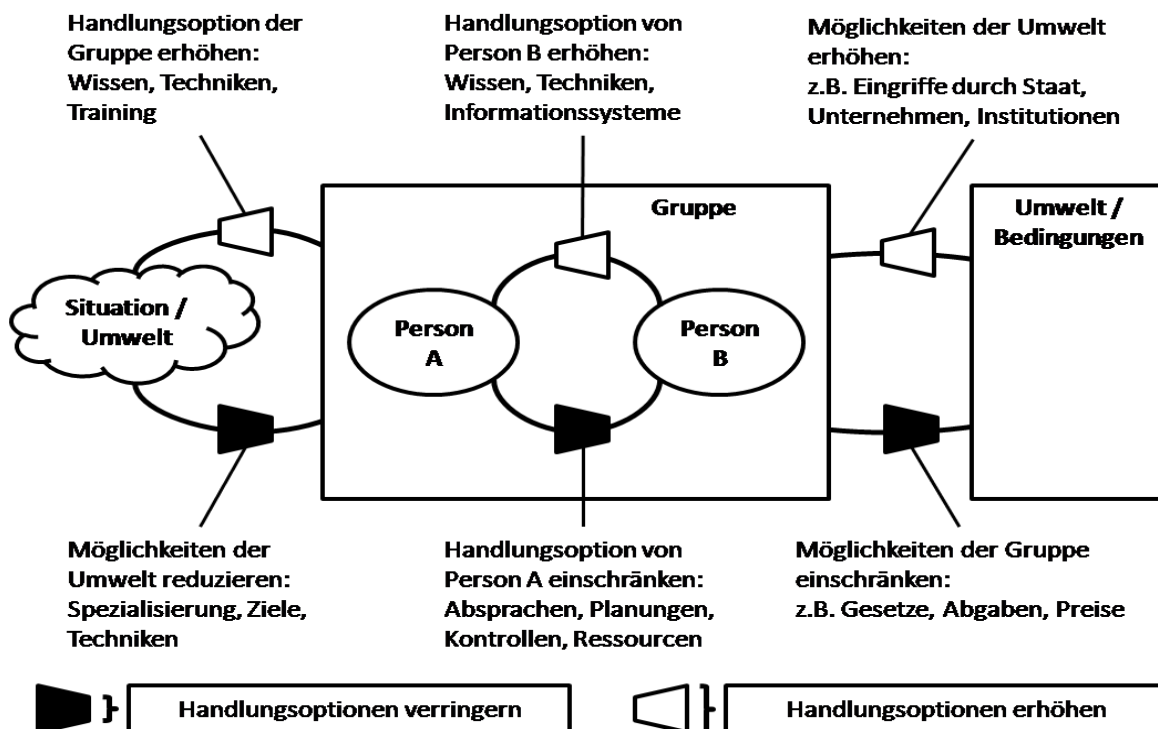 Handlungsoption der
Gruppe erhöhen:
Wissen, Techniken,
Training
Handlungsoption von
Person B erhöhen:
Wissen, Techniken,
Informationssysteme
Möglichkeiten der Umwelt
erhöhen:
z.B. Eingriffe durch Staat,
Unternehmen, Institutionen
Gruppe
Umwelt /
Bedingungen
Situation /
Umwelt
Person
A
Person
B
Möglichkeiten der
Umwelt reduzieren:
Spezialisierung, Ziele,
Techniken
Handlungsoption von
Person A einschränken:
Absprachen, Planungen,
Kontrollen, Ressourcen
Möglichkeiten der Gruppe
einschränken:
z.B. Gesetze, Abgaben, Preise
Handlungsoptionen verringern
Handlungsoptionen erhöhen